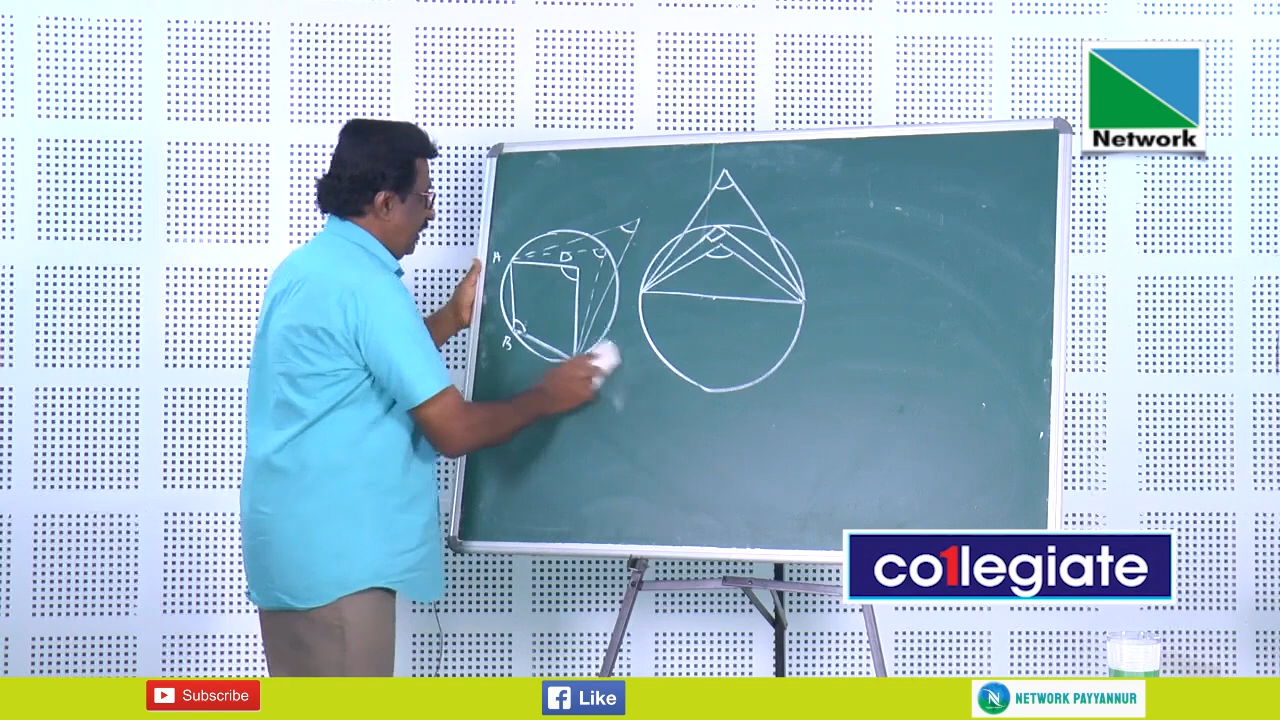 Network
A
D
B
co1legiate
Subscribe
Like
NETWORK PAYYANNUR